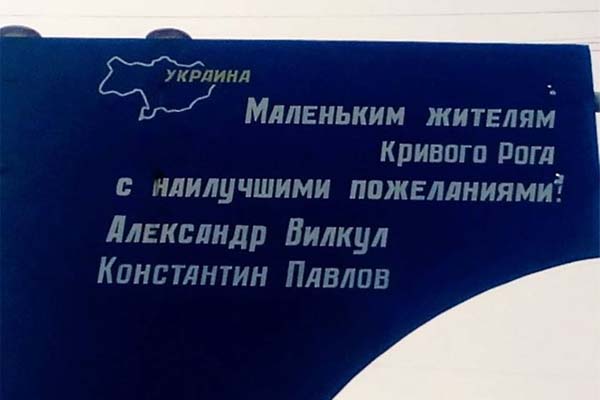 УКРАИНА
Маленьким жителям
Кривого Рога
с наилучшими пожеланиями!
Александр Вилкул
Константин Павлов